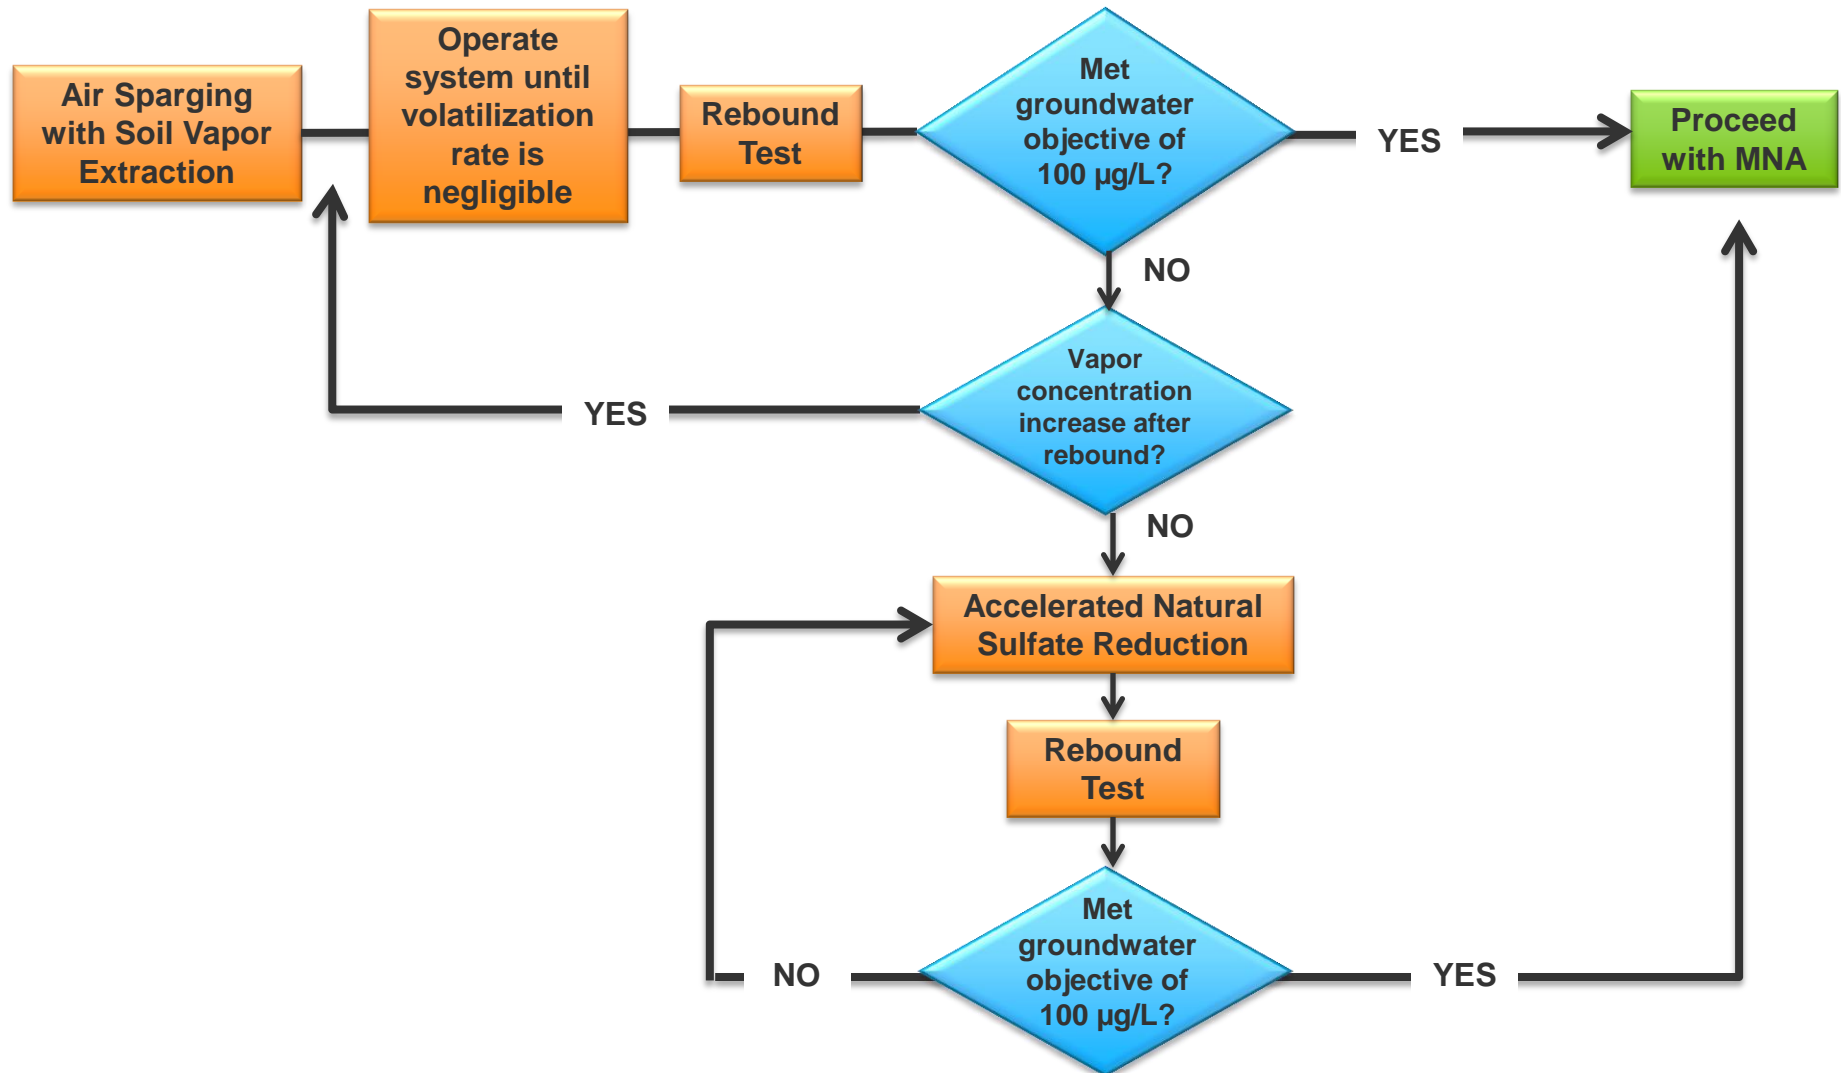 Air Sparging
with Soil Vapor
Extraction
Operate
system until
volatilization
rate is
negligible
Rebound
Test
Met
groundwater
objective of
100 µg/L?
YES
Proceed
with MNA
NO
Vapor
concentration
increase after
rebound?
YES
NO
Accelerated Natural
Sulfate Reduction
Rebound
Test
Met
groundwater
objective of
100 µg/L?
NO
YES